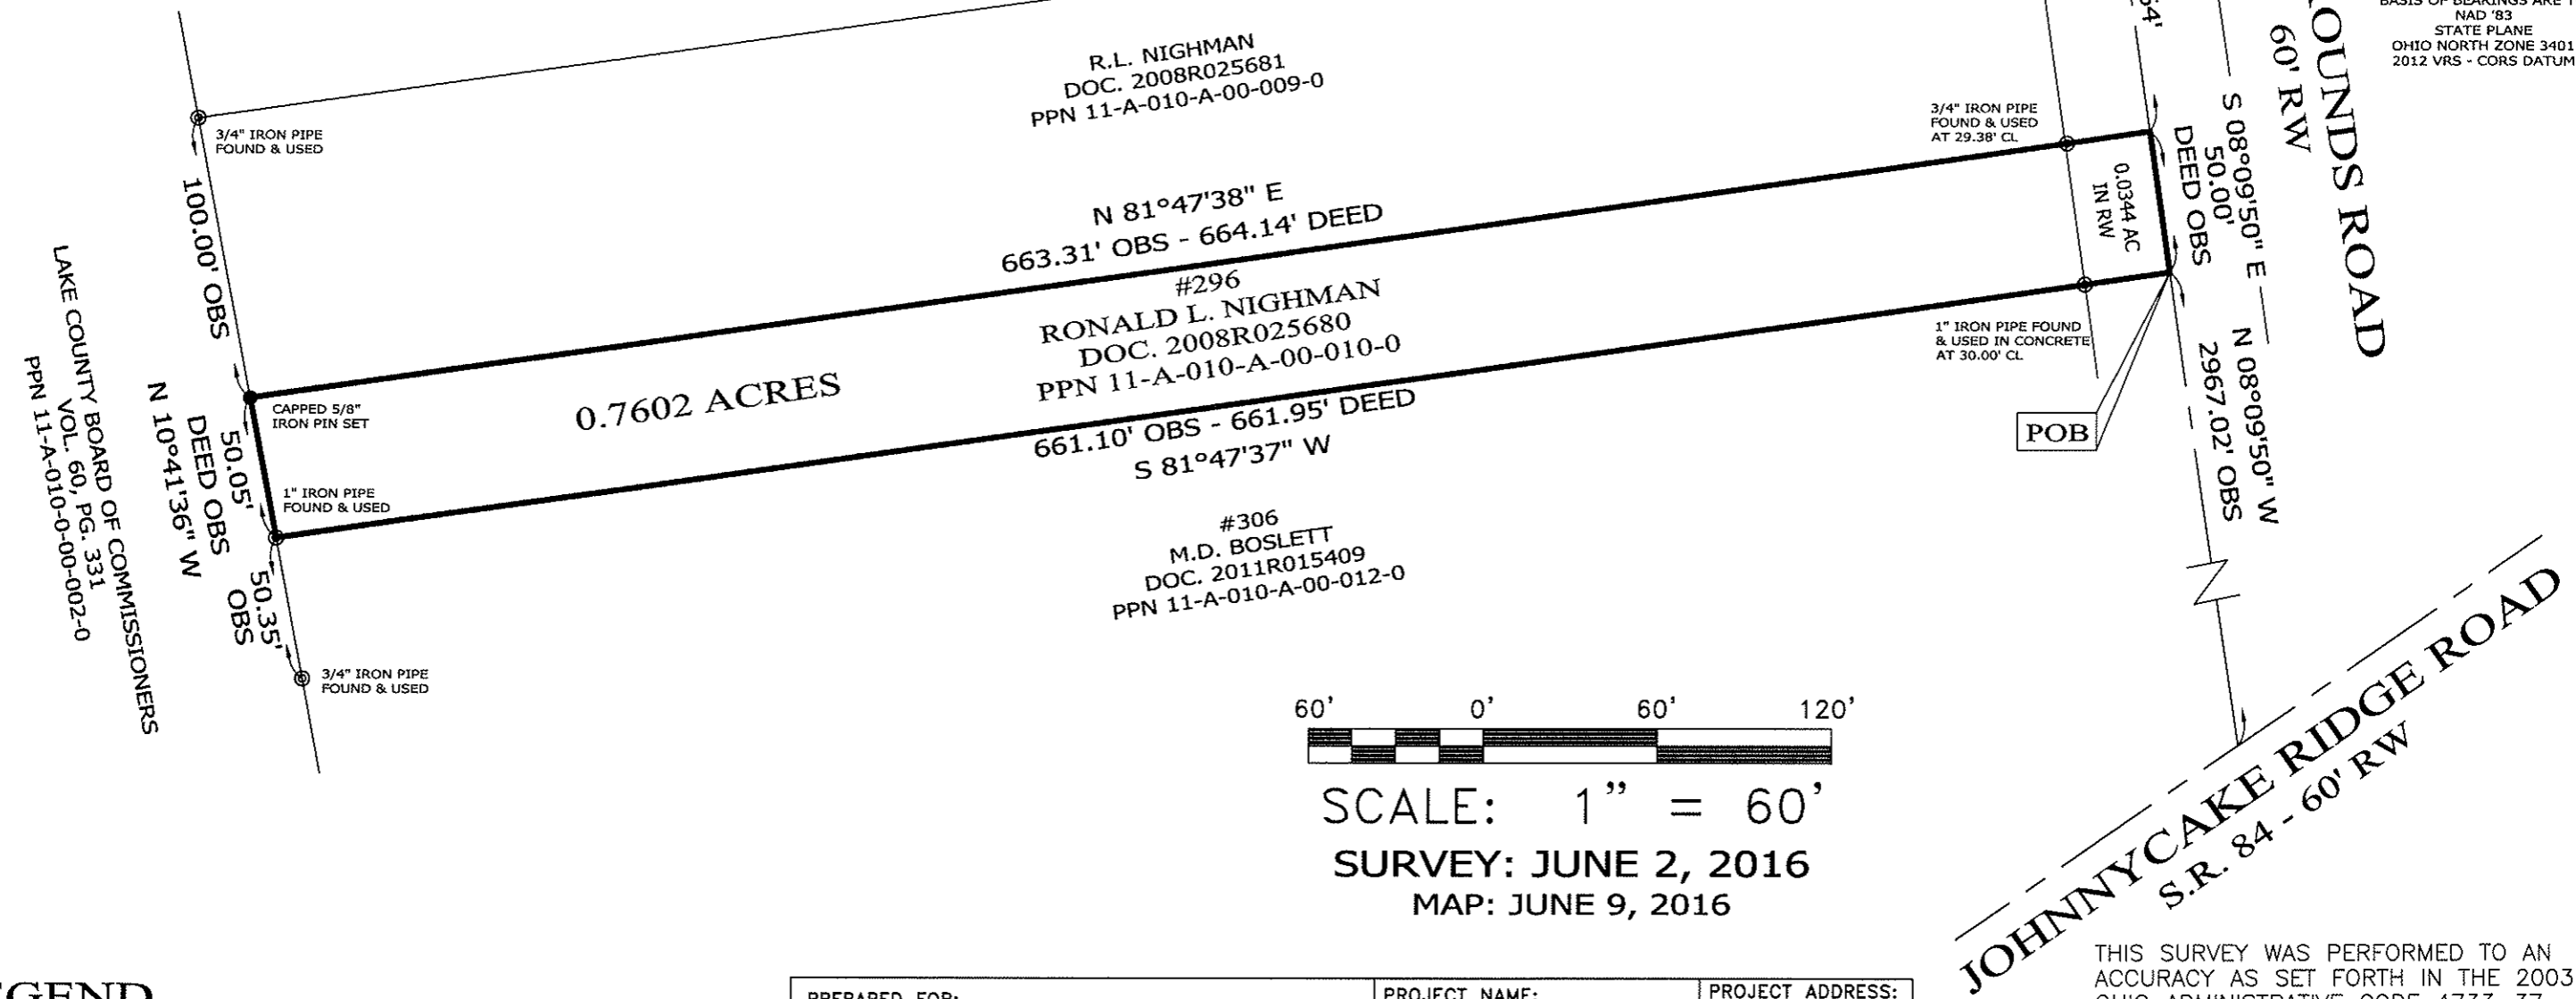 BASIS OF BEARINGS ARE
NAD '83
STATE PLANE
OHIO NORTH ZONE 3401
2012 VRS - CORS DATUM
R.L. NIGHMAN
DOC. 2008R025681
PPN 11-A-010-A-00-009-0
3/4" IRON PIPE
FOUND & USED
3/4" IRON PIPE
FOUND & USED
AT 29.38' CL
60' RW
S 08°09'50" E
50.00'
DEED OBS
0.0344 AC
IN RW
100.00' OBS
N 81°47'38" E
663.31' OBS - 664.14' DEED
#296
RONALD L. NIGHMAN
DOC. 2008R025680
PPN 11-A-010-A-00-010-0
0.7602 ACRES
661.10' OBS - 661.95' DEED
S 81°47'37" W
1" IRON PIPE FOUND
& USED IN CONCRETE
AT 30.00' CL
POB
N 08°09'50" W
2967.02' OBS
LAKE COUNTY BOARD OF COMMISSIONERS
VOL. 60, PG. 331
PPN 11-A-010-0-00-002-0
CAPPED 5/8"
IRON PIN SET
50.05'
DEED OBS
N 10°41'36" W
1" IRON PIPE
FOUND & USED
50.35'
OBS
3/4" IRON PIPE
FOUND & USED
#306
M.D. BOSLETT
DOC. 2011R015409
PPN 11-A-010-A-00-012-0
60' 0' 60' 120'
SCALE: 1" = 60'
SURVEY: JUNE 2, 2016
MAP: JUNE 9, 2016
JOHNNYCAKE RIDGE ROAD
S.R. 84 - 60' RW
OUNDS ROAD
THIS SURVEY WAS PERFORMED TO AN
ACCURACY AS SET FORTH IN THE 2003
OHIO ADMINISTRATIVE CODE 4733-37
EGEND
PREPARED FOR:
PROJECT NAME:
PROJECT ADDRESS: